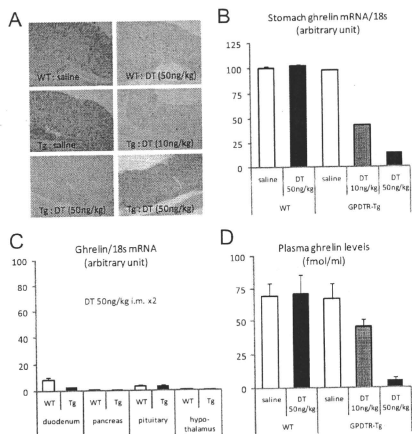 A
WT : saline
WT : DT (50ng/kg)
Tg : saline
Tg : DT (10ng/kg)
Tg : DT (50ng/kg)
Tg : DT (50ng/kg)
B
Stomach ghrelin mRNA/18s
(arbitrary unit)
125
100
75
50
25
0
saline
DT
50ng/kg
saline
DT
10ng/kg
DT
50ng/kg
WT
GPDTR-Tg
C
Ghrelin/18s mRNA
(arbitrary unit)
100
80
60
40
20
0
DT 50ng/kg i.m. x2
WT Tg WT Tg WT Tg WT Tg
duodenum pancreas pituitary hypo-
thalamus
D
Plasma ghrelin levels
(fmol/ml)
100
75
50
25
0
saline
DT
50ng/kg
saline
DT
10ng/kg
DT
50ng/kg
WT
GPDTR-Tg